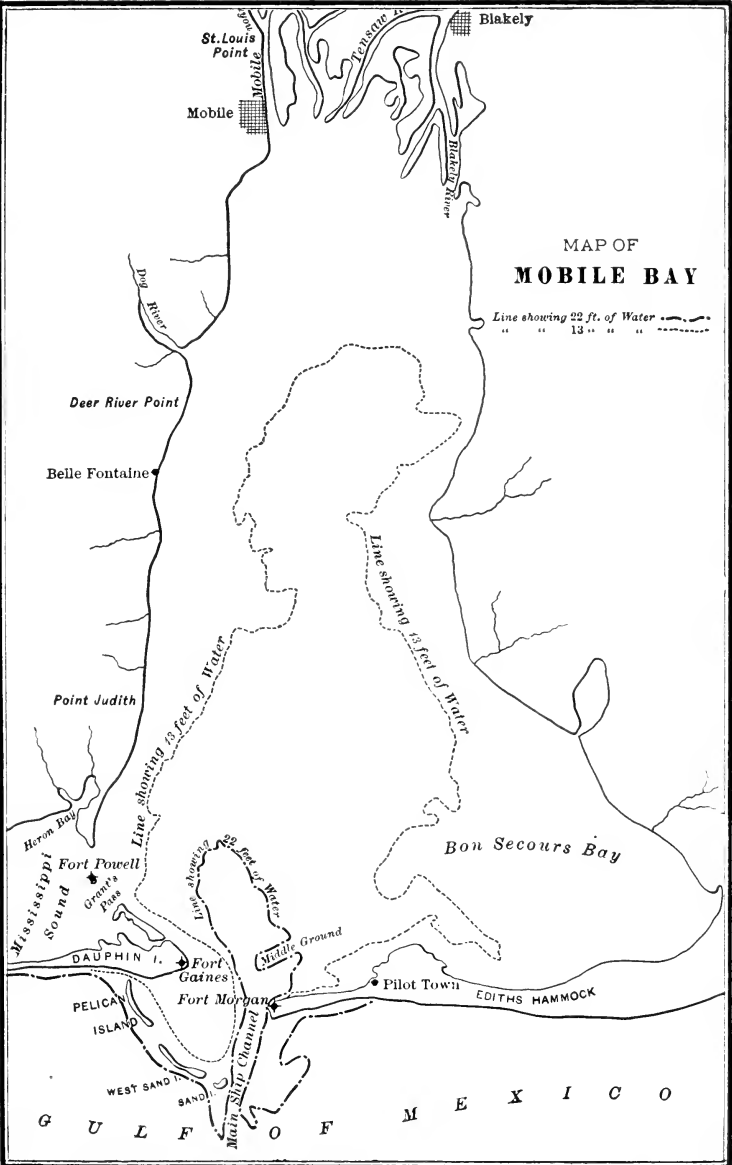 St. Louis
Point
Mobile
Tensaw
Blakely
Mobile
Blakely River
MAP OF
MOBILE BAY
Line showing 22 ft. of Water
" " 13 " " "
Dog River
Deer River Point
Belle Fontaine
Line showing 13 feet of Water
Line showing 13 feet of Water
Point Judith
Heron Bay
Line showing 22 feet of Water
Bon Secours Bay
Fort Powell
Mississippi
Sound
Grant's
Pass
Middle Ground
DAUPHIN I.
Fort
Gaines
Pilot Town
EDITHS HAMMOCK
Fort Morgan
PELICAN
ISLAND
Main Ship Channel
WEST SAND I.
SAND I.
GULF OF MEXICO